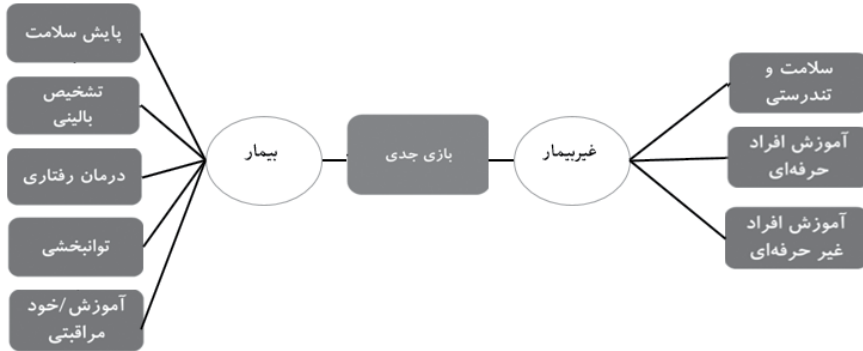 سلامت و
تندرستی
آموزش افراد
حرفه‌ای
آموزش افراد
غیر حرفه‌ای
غیربیمار
بازی جدی
بیمار
پایش سلامت
تشخیص
بالینی
درمان رفتاری
توانبخشی
آموزش/خود
مراقبتی